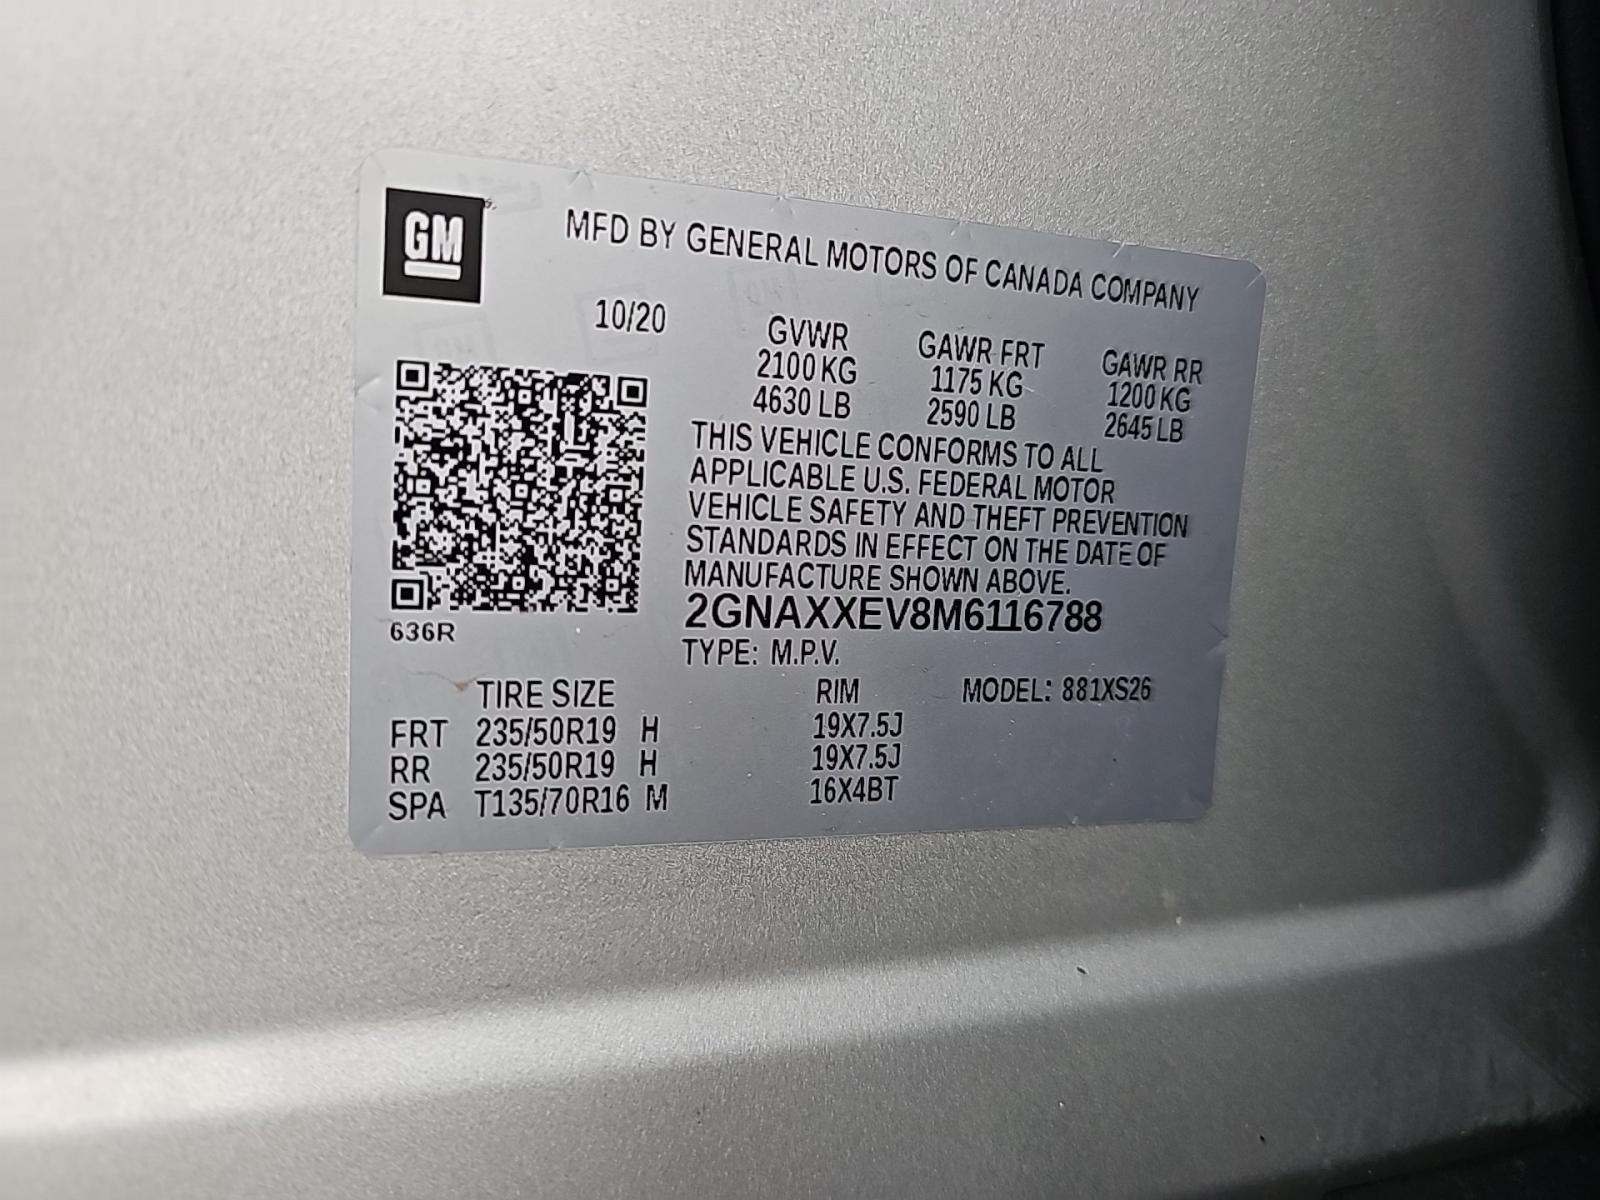 GM
MFD BY GENERAL MOTORS OF CANADA COMPANY
10/20
GVWR GAWR FRT GAWR RR
2100 KG 1175 KG 1200 KG
4630 LB 2590 LB 2645 LB
THIS VEHICLE CONFORMS TO ALL
APPLICABLE U.S. FEDERAL MOTOR
VEHICLE SAFETY AND THEFT PREVENTION
STANDARDS IN EFFECT ON THE DATE OF
MANUFACTURE SHOWN ABOVE.
2GNAXXEV8M6116788
636R
TYPE: M.P.V.
TIRE SIZE RIM MODEL: 881XS26
FRT 235/50R19 H 19X7.5J
RR 235/50R19 H 19X7.5J
SPA T135/70R16 M 16X4BT